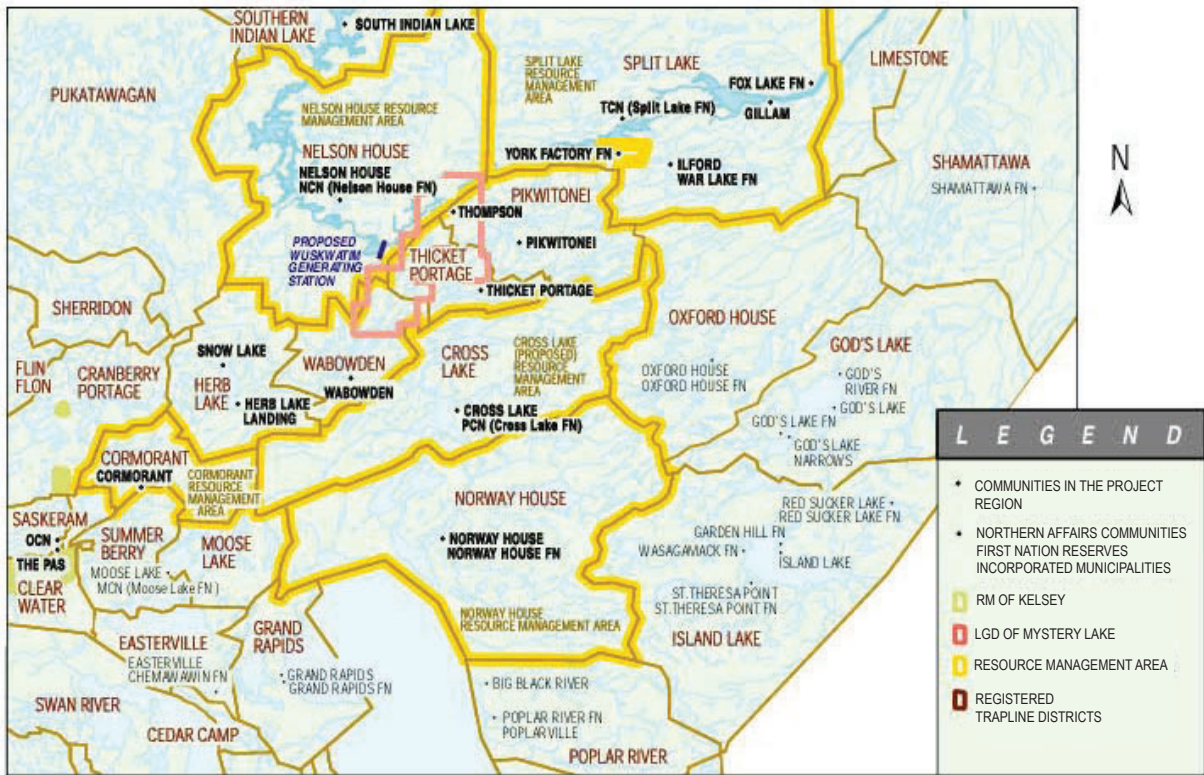 SOUTHERN
INDIAN LAKE
SOUTH INDIAN LAKE
PUKATAWAGAN
NELSON HOUSE RESOURCE
MANAGEMENT AREA
NELSON HOUSE
NELSON HOUSE
NCN (Nelson House FN)
SPLIT LAKE
RESOURCE
MANAGEMENT
AREA
SPLIT LAKE
TCN (Split Lake FN)
FOX LAKE FN
GILLAM
LIMESTONE
YORK FACTORY FN
ILFORD
WAR LAKE FN
SHAMATTAWA
SHAMATTAWA FN
N
PIKWITONEI
THOMPSON
PIKWITONEI
PROPOSED
WUSKWATIM
GENERATING
STATION
THICKET
PORTAGE
THICKET PORTAGE
SHERRIDON
OXFORD HOUSE
FLIN
FLON
CRANBERRY
PORTAGE
SNOW LAKE
HERB
LAKE
HERB LAKE
LANDING
WABOWDEN
WABOWDEN
CROSS
LAKE
CROSS LAKE
(PROPOSED)
RESOURCE
MANAGEMENT
AREA
CROSS LAKE
PCN (Cross Lake FN)
OXFORD HOUSE
OXFORD HOUSE FN
GOD'S LAKE
GOD'S
RIVER FN
GOD'S LAKE
GOD'S LAKE FN
GOD'S LAKE
NARROWS
CORMORANT
CORMORANT
CORMORANT
RESOURCE
MANAGEMENT
AREA
SASKERAM
OCN
THE PAS
CLEAR
WATER
SUMMER
BERRY
MOOSE
LAKE
MOOSE LAKE
MCN (Moose Lake FN)
NORWAY HOUSE
NORWAY HOUSE
NORWAY HOUSE FN
RED SUCKER LAKE
RED SUCKER LAKE FN
GARDEN HILL FN
WASAGAMACK FN
ISLAND LAKE
ST.THERESA POINT
ST.THERESA POINT FN
ISLAND LAKE
NORWAY HOUSE
RESOURCE MANAGEMENT AREA
EASTERVILLE
EASTERVILLE
CHEMAWAWIN FN
GRAND
RAPIDS
GRAND RAPIDS
GRAND RAPIDS FN
SWAN RIVER
CEDAR CAMP
BIG BLACK RIVER
POPLAR RIVER FN
POPLARVILLE
POPLAR RIVER
LEGEND
COMMUNITIES IN THE PROJECT
REGION
NORTHERN AFFAIRS COMMUNITIES
FIRST NATION RESERVES
INCORPORATED MUNICIPALITIES
RM OF KELSEY
LGD OF MYSTERY LAKE
RESOURCE MANAGEMENT AREA
REGISTERED
TRAPLINE DISTRICTS